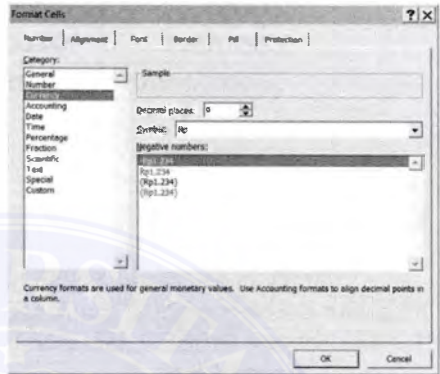 Format Cells
Number Alignment Font Border Fill Protection
Category:
General
Number
Currency
Accounting
Date
Time
Percentage
Fraction
Scientific
Text
Special
Custom
Sample
Decimal places: 0
Symbol: Rp
Negative numbers:
-Rp1.234
Rp1.234
(Rp1.234)
(Rp1.234)
Currency formats are used for general monetary values. Use Accounting formats to align decimal points in
a column.
OK Cancel